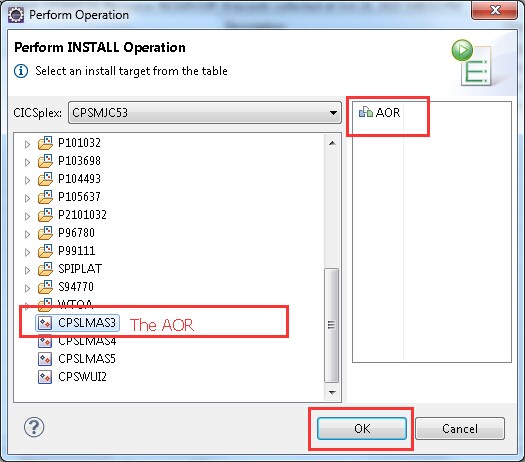 Perform Operation
Perform INSTALL Operation
Select an install target from the table
CICSplex: CPSMJC53
AOR
P101032
P103698
P104493
P105637
P2101032
P96780
P99111
SPIPLAT
S94770
WTOA
CPSLMAS3 The AOR
CPSLMAS4
CPSLMAS5
CPSWUI2
OK
Cancel